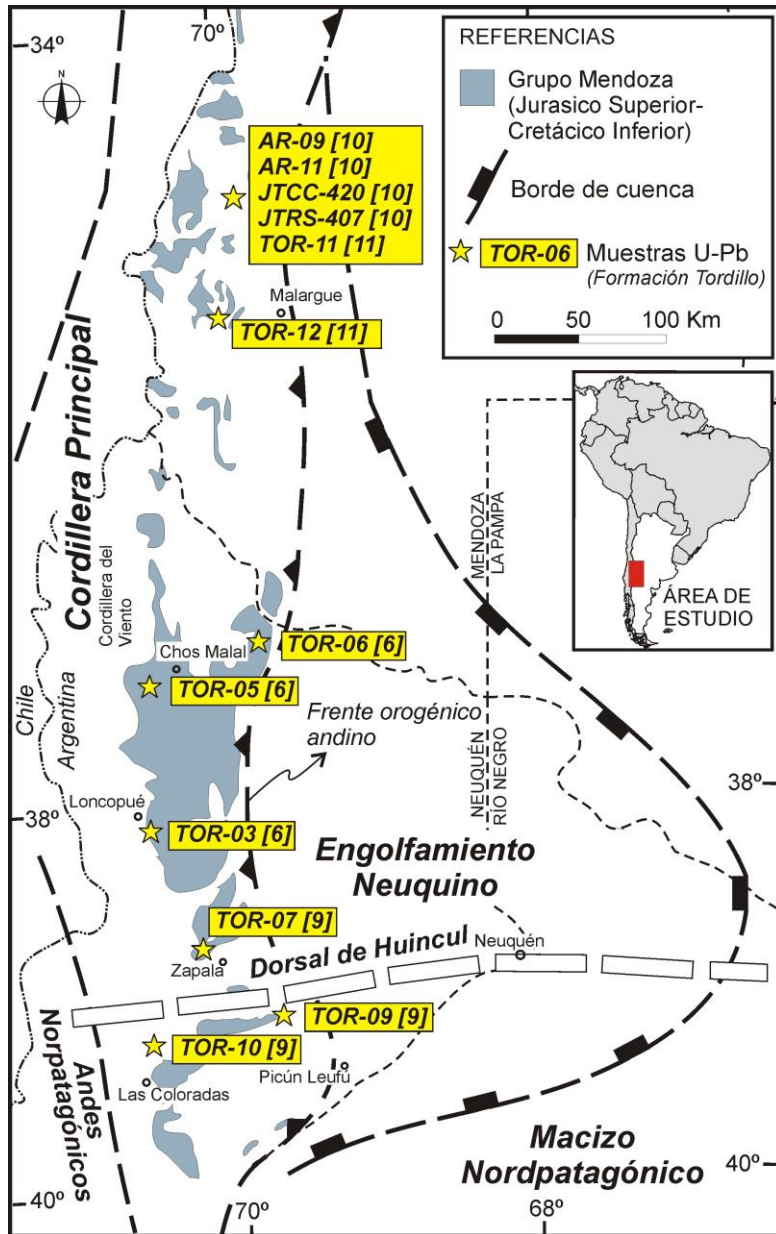 70º
34º
N
REFERENCIAS
Grupo Mendoza
(Jurasico Superior-
Cretácico Inferior)
Borde de cuenca
TOR-06
Muestras U-Pb
(Formación Tordillo)
0 50 100 Km
AR-09 [10]
AR-11 [10]
JTCC-420 [10]
JTRS-407 [10]
TOR-11 [11]
Malargue
TOR-12 [11]
Cordillera Principal
Cordillera del
Viento
MENDOZA
LA PAMPA
ÁREA DE
ESTUDIO
TOR-06 [6]
Chos Malal
TOR-05 [6]
Chile
Argentina
Frente orogénico
andino
NEUQUÉN
RÍO NEGRO
38º
Loncopué
38º
TOR-03 [6]
Engolfamiento
Neuquino
TOR-07 [9]
Zapala
Dorsal de Huincul
Neuquén
TOR-09 [9]
TOR-10 [9]
Picún Leufú
Las Coloradas
Andes
Norpatagónicos
Macizo
Nordpatagónico
40º
40º
70º
68º